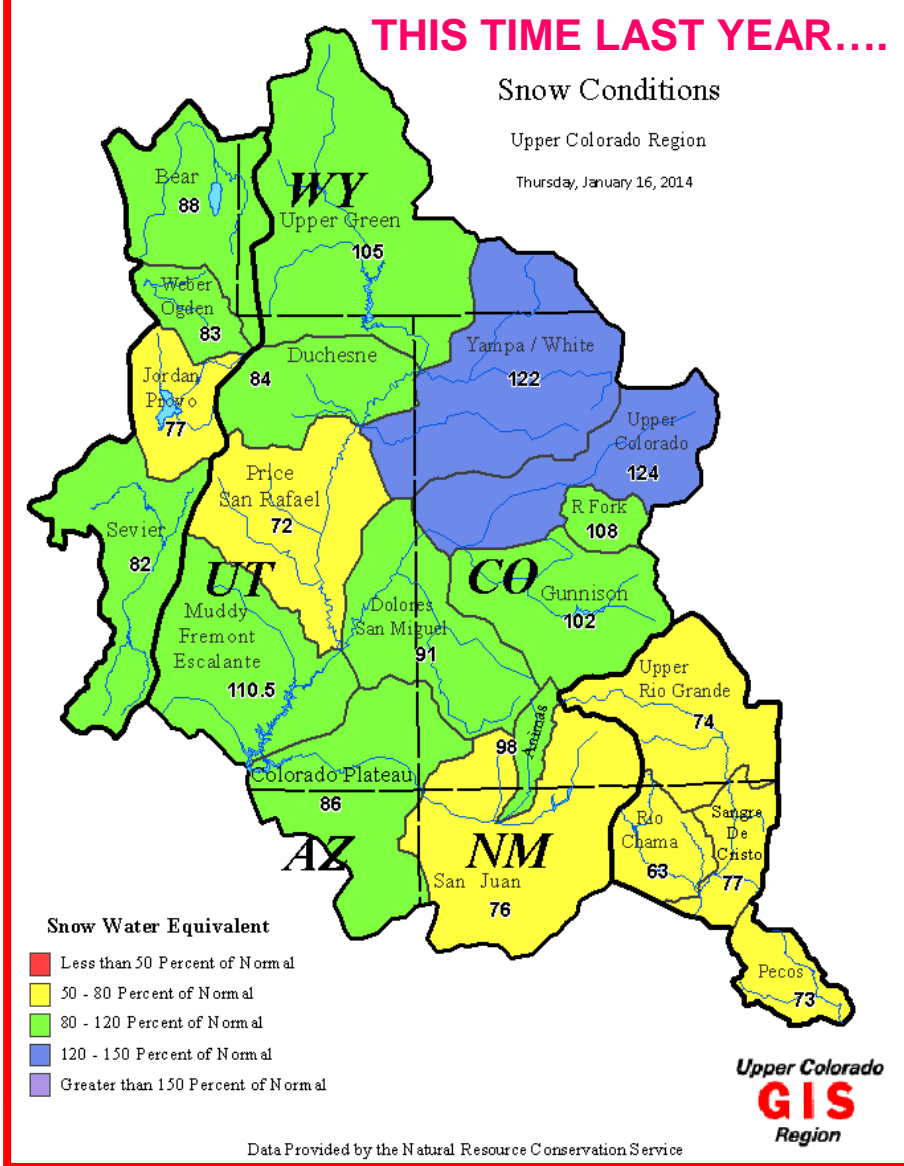 THIS TIME LAST YEAR....
Snow Conditions
Upper Colorado Region
Thursday, January 16, 2014
Bear
88
WY
Upper Green
105
Weber
Ogden
83
Duchesne
84
Yampa / White
122
Jordan
Provo
77
Upper
Colorado
124
Price
San Rafael
72
R Fork
108
Sevier
82
UT
CO
Gunnison
102
Muddy
Fremont
Escalante
110.5
Dolores
San Miguel
91
Upper
Rio Grande
74
98
Animas
Colorado Plateau
86
Rio
Chama
63
Sangre
De
Cristo
77
AZ
NM
San Juan
76
Pecos
73
Snow Water Equivalent
Less than 50 Percent of Normal
50 - 80 Percent of Normal
80 - 120 Percent of Normal
120 - 150 Percent of Normal
Greater than 150 Percent of Normal
Upper Colorado
GIS
Region
Data Provided by the Natural Resource Conservation Service